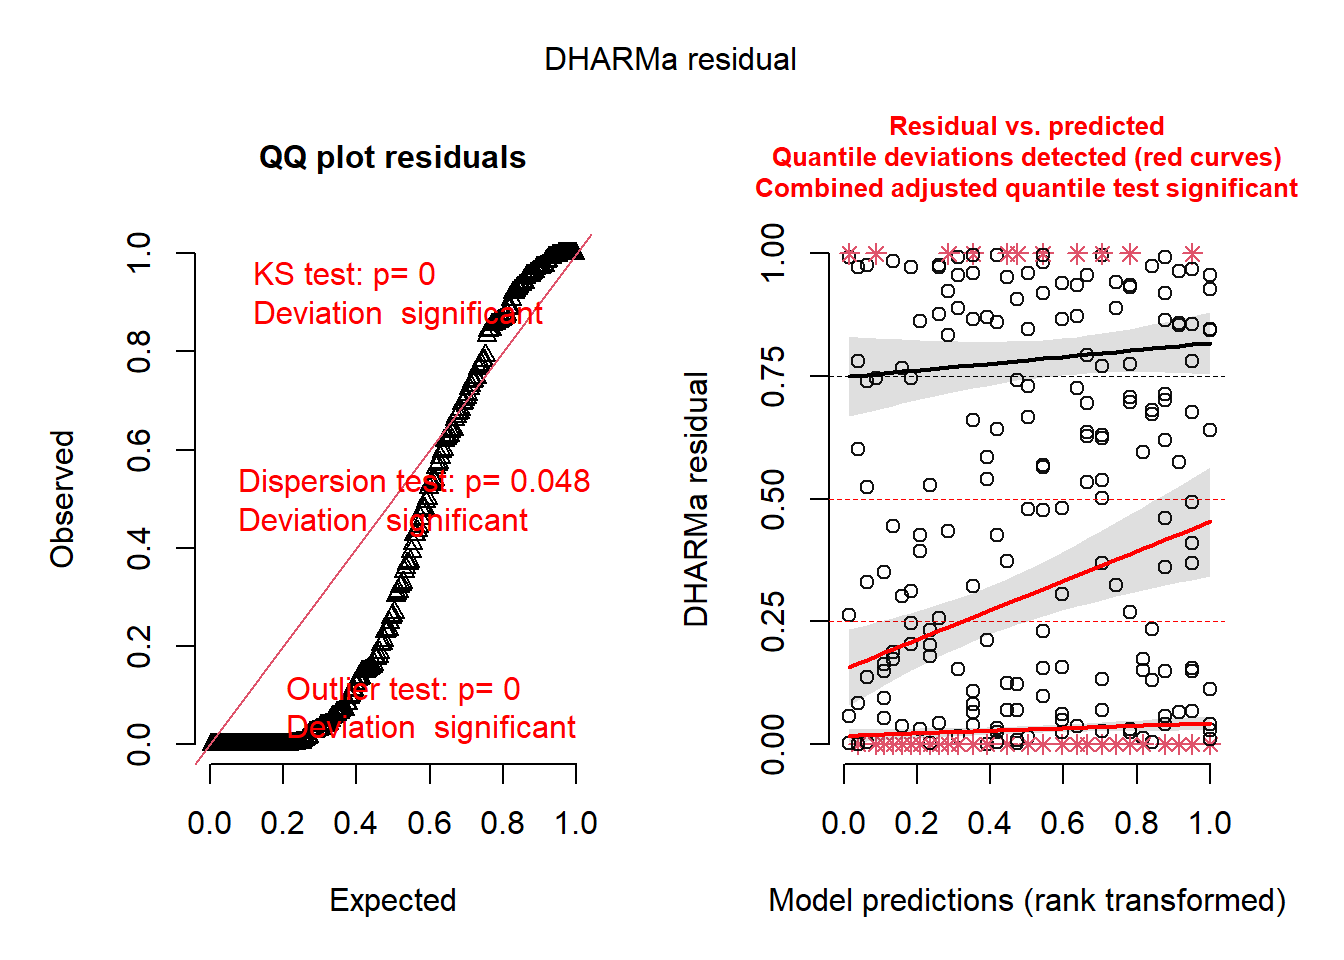 DHARMa residual
QQ plot residuals
KS test: p= 0
Deviation  significant
Dispersion test: p= 0.048
Deviation  significant
Outlier test: p= 0
Deviation  significant
Observed
1.0
0.8
0.6
0.4
0.2
0.0
0.0 0.2 0.4 0.6 0.8 1.0
Expected
Residual vs. predicted
Quantile deviations detected (red curves)
Combined adjusted quantile test significant
DHARMa residual
1.00
0.75
0.50
0.25
0.00
0.0 0.2 0.4 0.6 0.8 1.0
Model predictions (rank transformed)